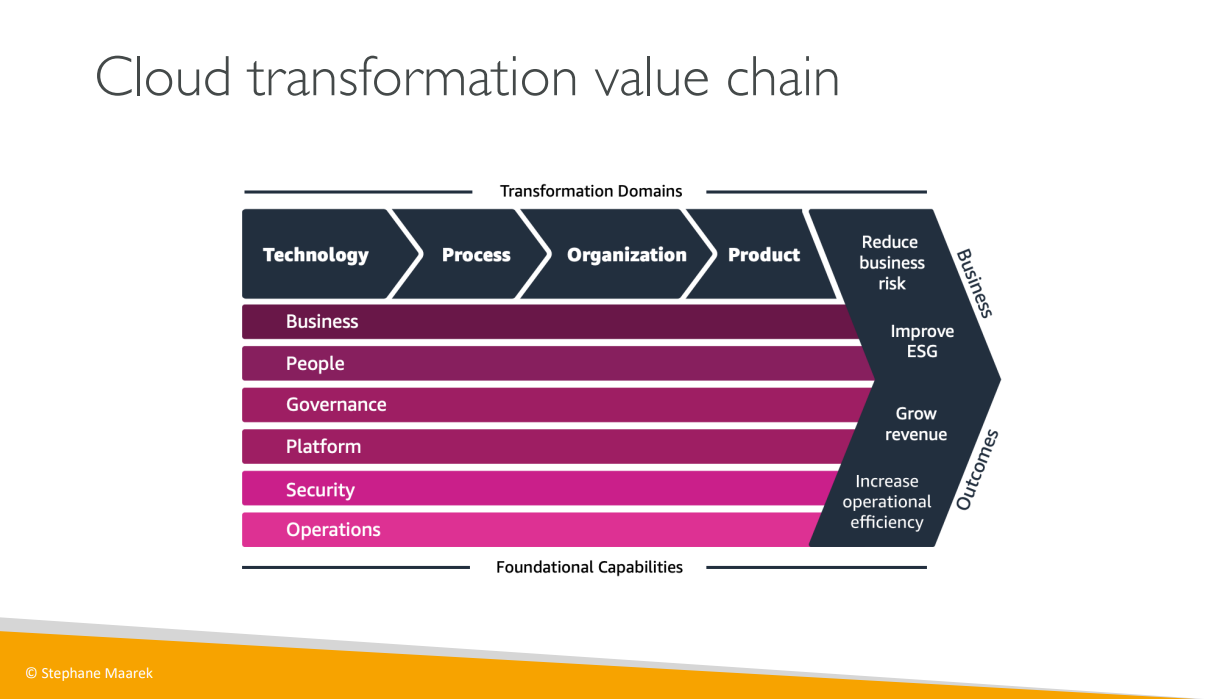 Cloud transformation value chain
Transformation Domains
Technology
Process
Organization
Product
Reduce
business
risk
Improve
ESG
Grow
revenue
Increase
operational
efficiency
Business
Outcomes
Business
People
Governance
Platform
Security
Operations
Foundational Capabilities
© Stephane Maarek